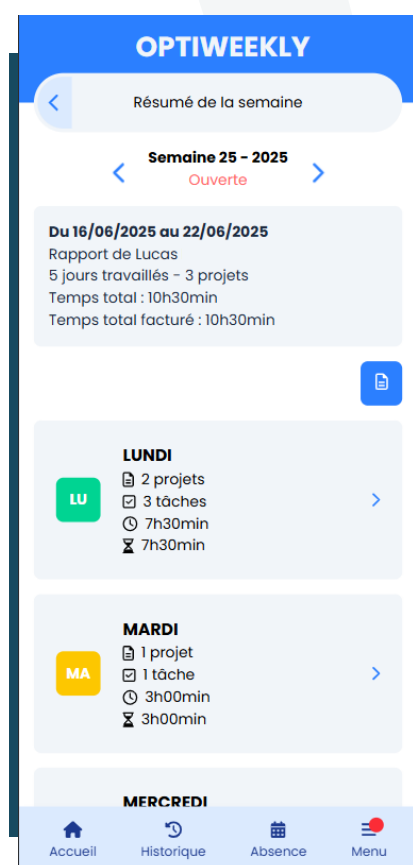 OPTIWEEKLY
Résumé de la semaine
Semaine 25 - 2025
Ouverte
Du 16/06/2025 au 22/06/2025
Rapport de Lucas
5 jours travaillés - 3 projets
Temps total : 10h30min
Temps total facturé : 10h30min
LUNDI
2 projets
LU
3 tâches
7h30min
7h30min
MARDI
1 projet
MA
1 tâche
3h00min
3h00min
MERCREDI
Accueil
Historique
Absence
Menu